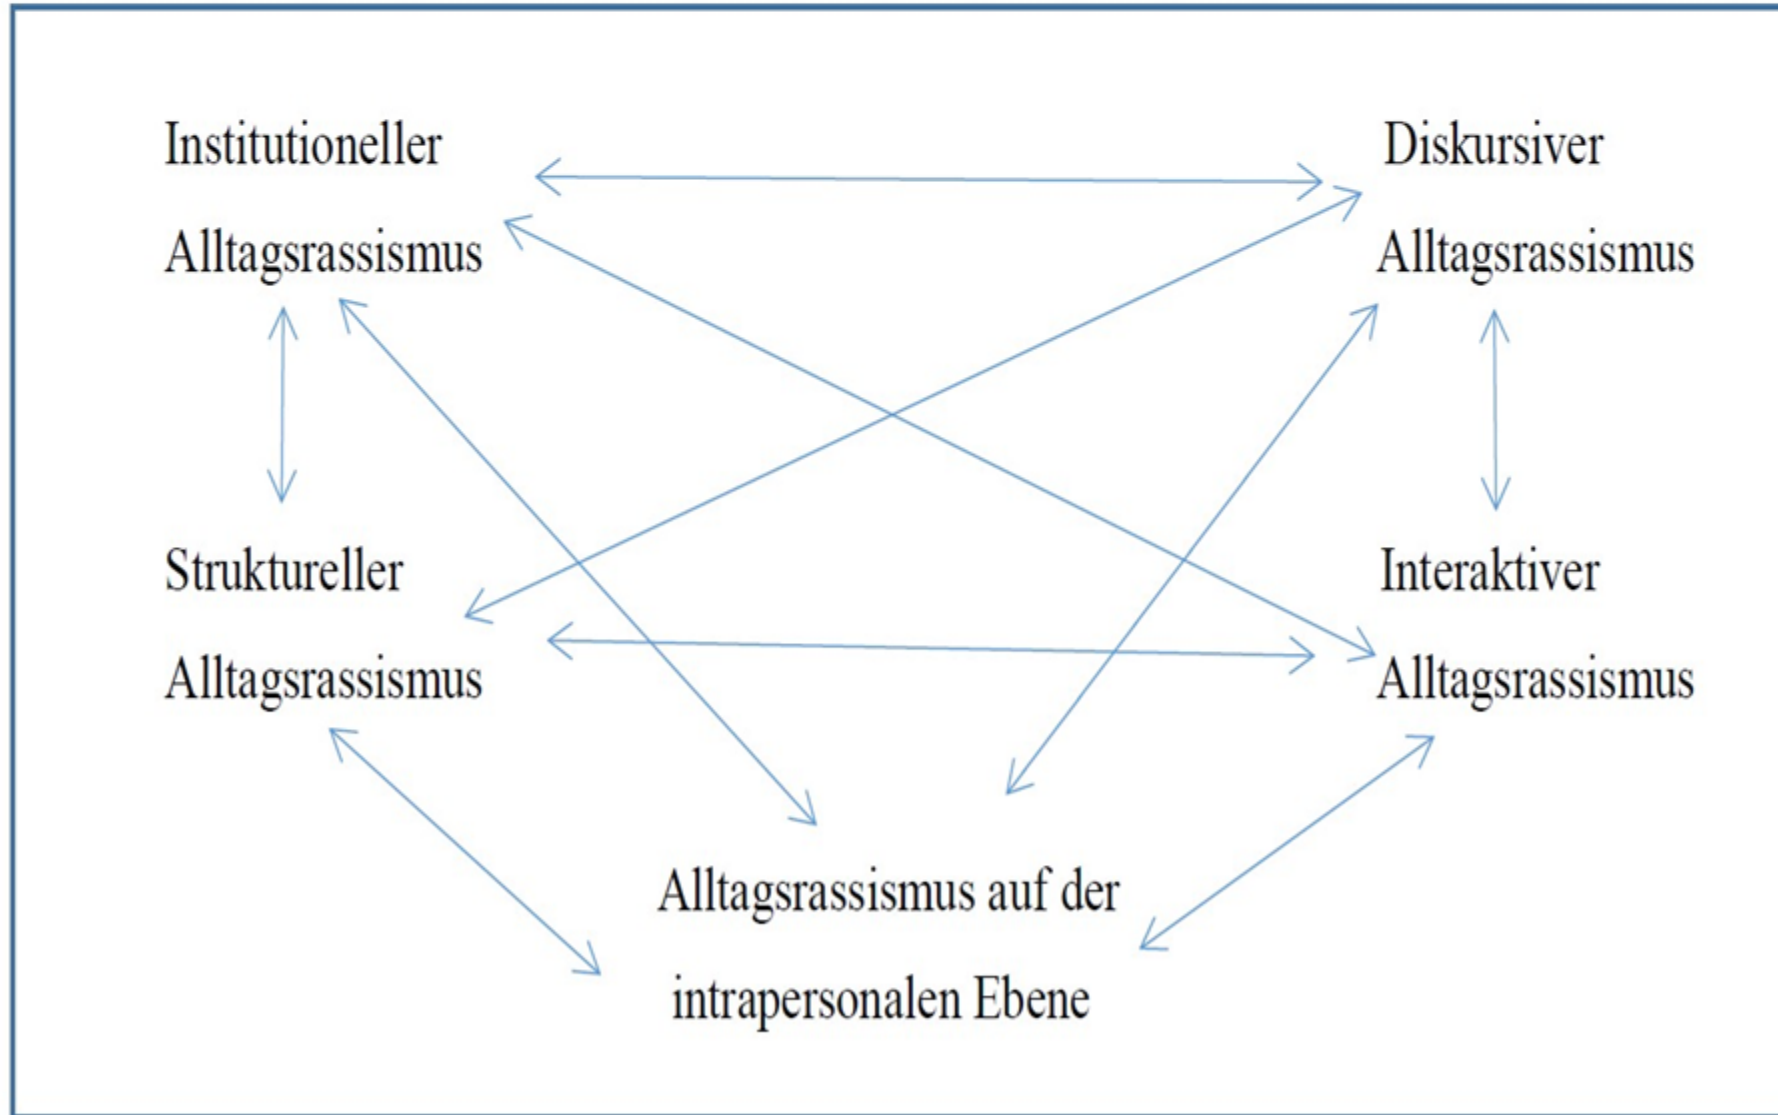 Institutioneller
Alltagsrassismus
Diskursiver
Alltagsrassismus
Struktureller
Alltagsrassismus
Interaktiver
Alltagsrassismus
Alltagsrassismus auf der
intrapersonalen Ebene